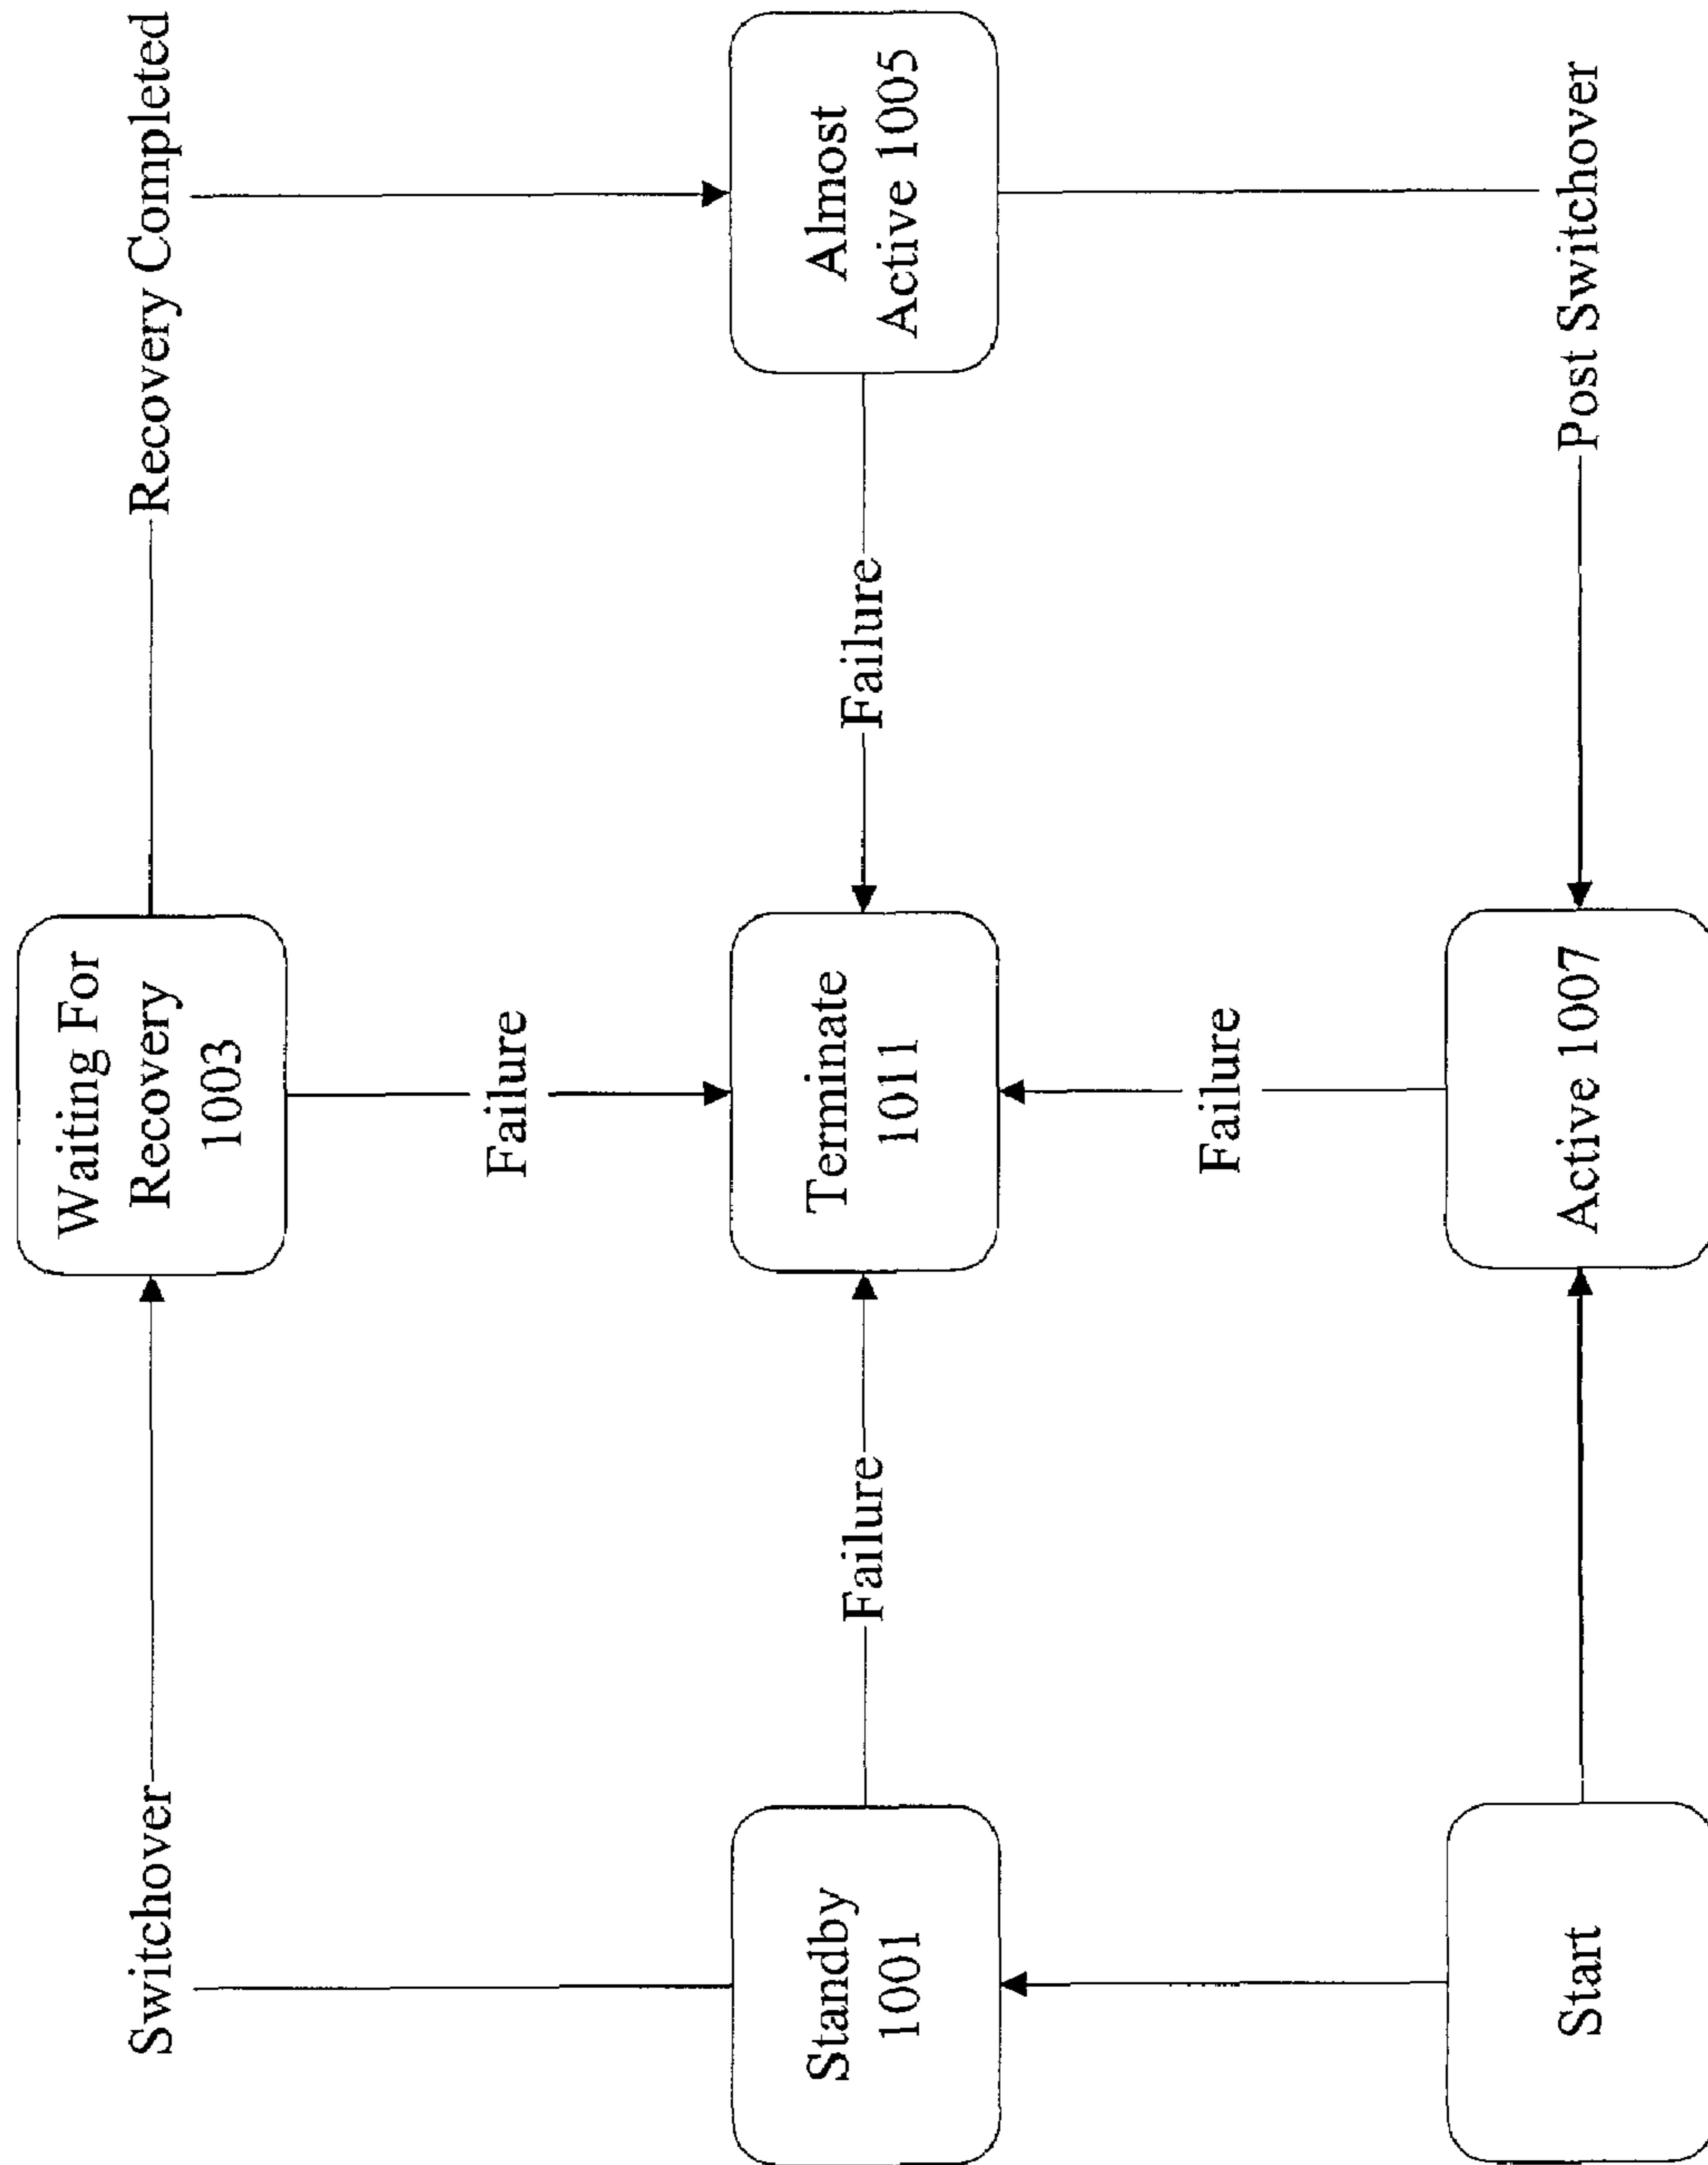 Switchover
Waiting For
Recovery
1003
Recovery Completed
Failure
Standby
1001
Failure
Terminate
1011
Failure
Almost
Active 1005
Failure
Start
Active 1007
Post Switchover